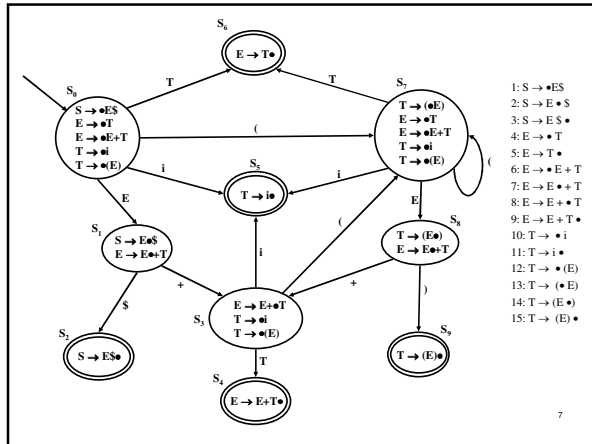 S6
E → T●
T
T
S0
S → ●E$
E → ●T
E → ●E+T
T → ●i
T → ●(E)
(
S7
T → (●E)
E → ●T
E → ●E+T
T → ●i
T → ●(E)
(
i
S5
T → i●
i
E
E
S1
S → E●$
E → E●+T
(
i
S8
T → (E●)
E → E●+T
+
+
$
S3
E → E+●T
T → ●i
T → ●(E)
)
S2
S → E$●
T
S9
T → (E)●
S4
E → E+T●
1: S → ●E$
2: S → E ● $
3: S → E $ ●
4: E → ● T
5: E → T ●
6: E → ● E + T
7: E → E ● + T
8: E → E + ● T
9: E → E + T ●
10: T → ● i
11: T → i ●
12: T → ● (E)
13: T → (● E)
14: T → (E ●)
15: T → (E) ●
7